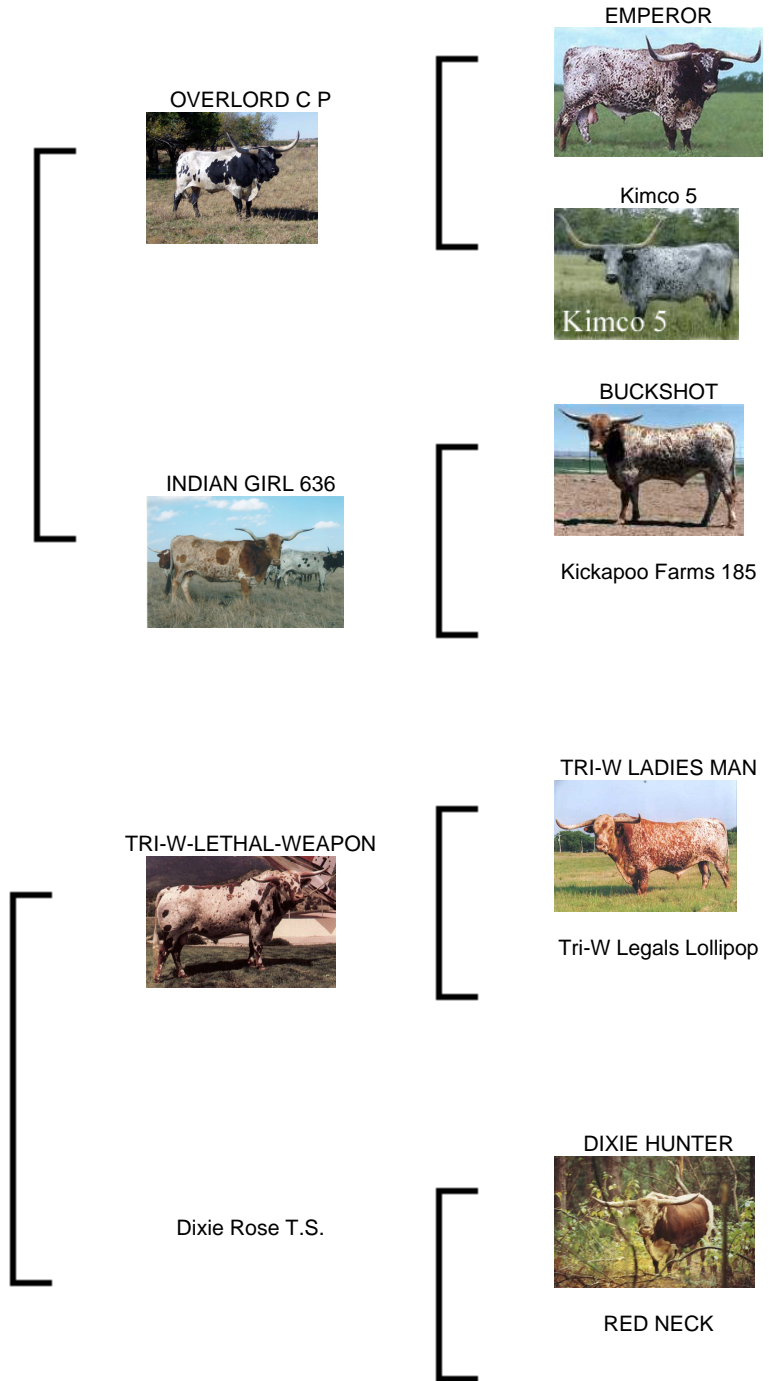 EMPEROR
OVERLORD C P
Kimco 5
Kimco 5
BUCKSHOT
INDIAN GIRL 636
Kickapoo Farms 185
TRI-W LADIES MAN
TRI-W-LETHAL-WEAPON
Tri-W Legals Lollipop
DIXIE HUNTER
Dixie Rose T.S.
RED NECK